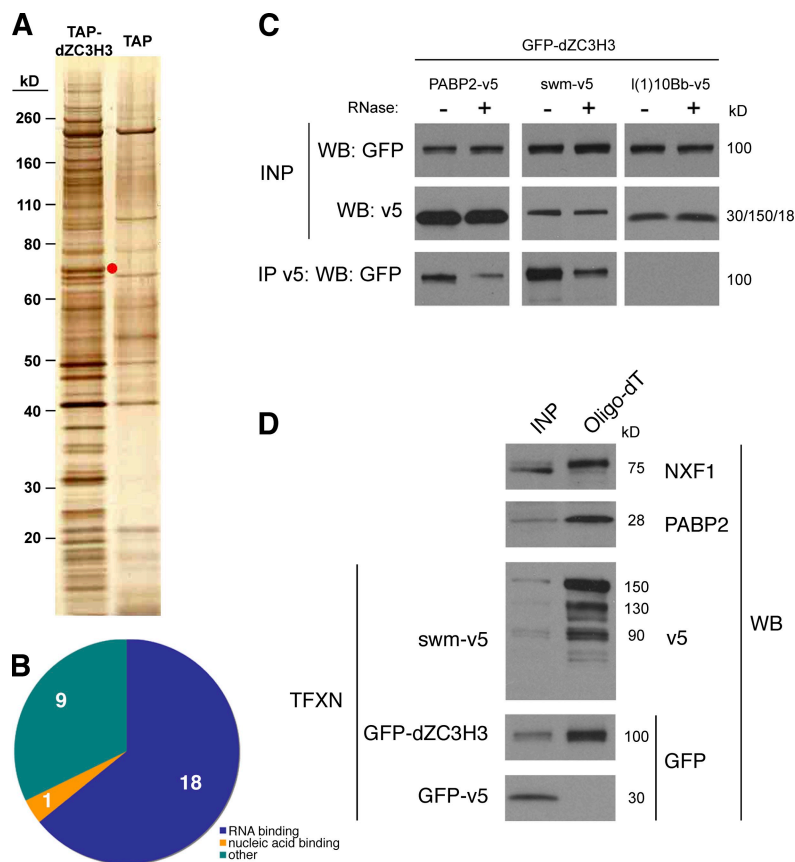 A
TAP-
dZC3H3
TAP
kD
260
160
110
80
60
50
40
30
20
B
9
1
18
RNA binding
nucleic acid binding
other
C
GFP-dZC3H3
PABP2-v5
swm-v5
l(1)10Bb-v5
RNase:
- + - + - +
kD
INP
WB: GFP
100
WB: v5
30/150/18
IP v5: WB: GFP
100
D
INP
Oligo-dT
kD
75
NXF1
28
PABP2
150
130
90
swm-v5
v5
WB
TFXN
GFP-dZC3H3
100
GFP
GFP-v5
30